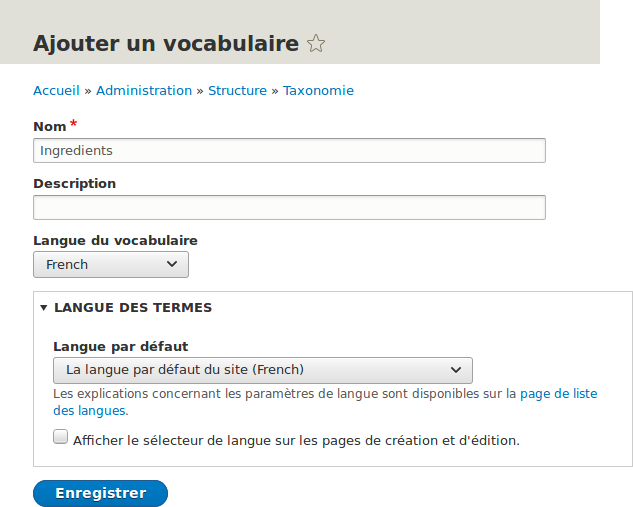 Ajouter un vocabulaire
Accueil » Administration » Structure » Taxonomie
Nom *
Ingredients
Description
Langue du vocabulaire
French
LANGUE DES TERMES
Langue par défaut
La langue par défaut du site (French)
Les explications concernant les paramètres de langue sont disponibles sur la page de liste
des langues.
Afficher le sélecteur de langue sur les pages de création et d'édition.
Enregistrer